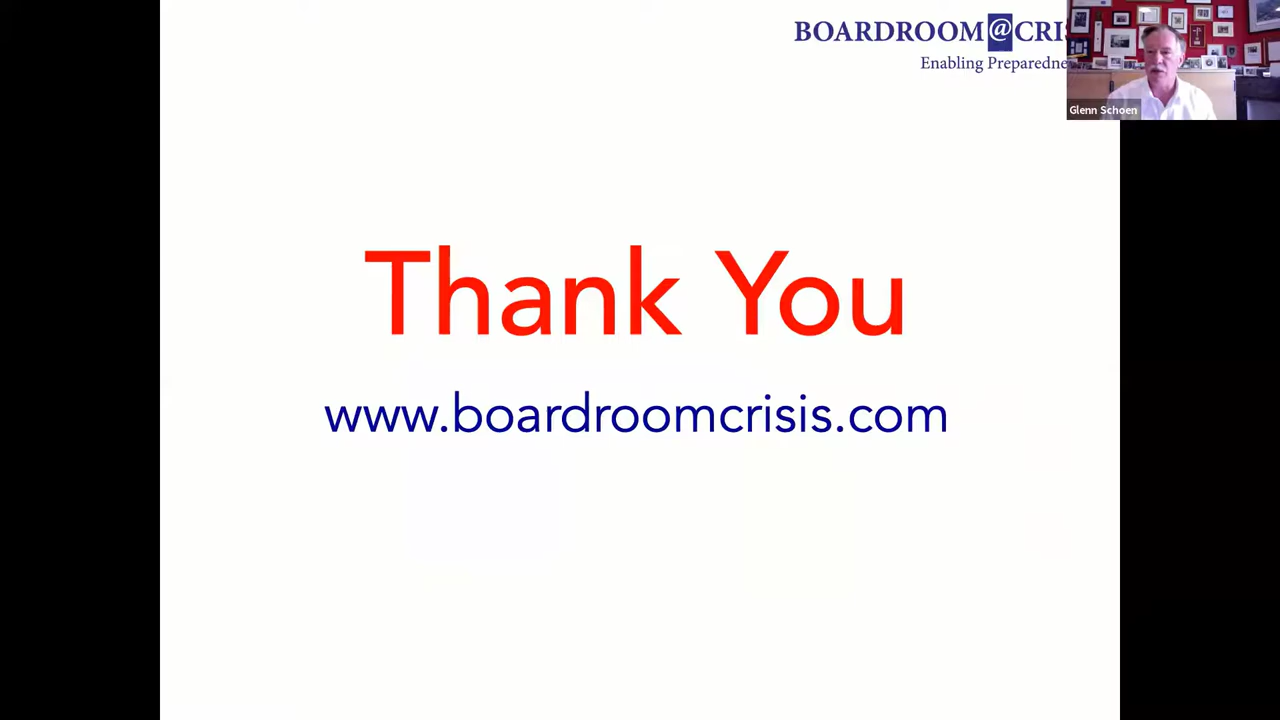 BOARDROOM@CRIS
Enabling Preparedne
Glenn Schoen
Thank You
www.boardroomcrisis.com